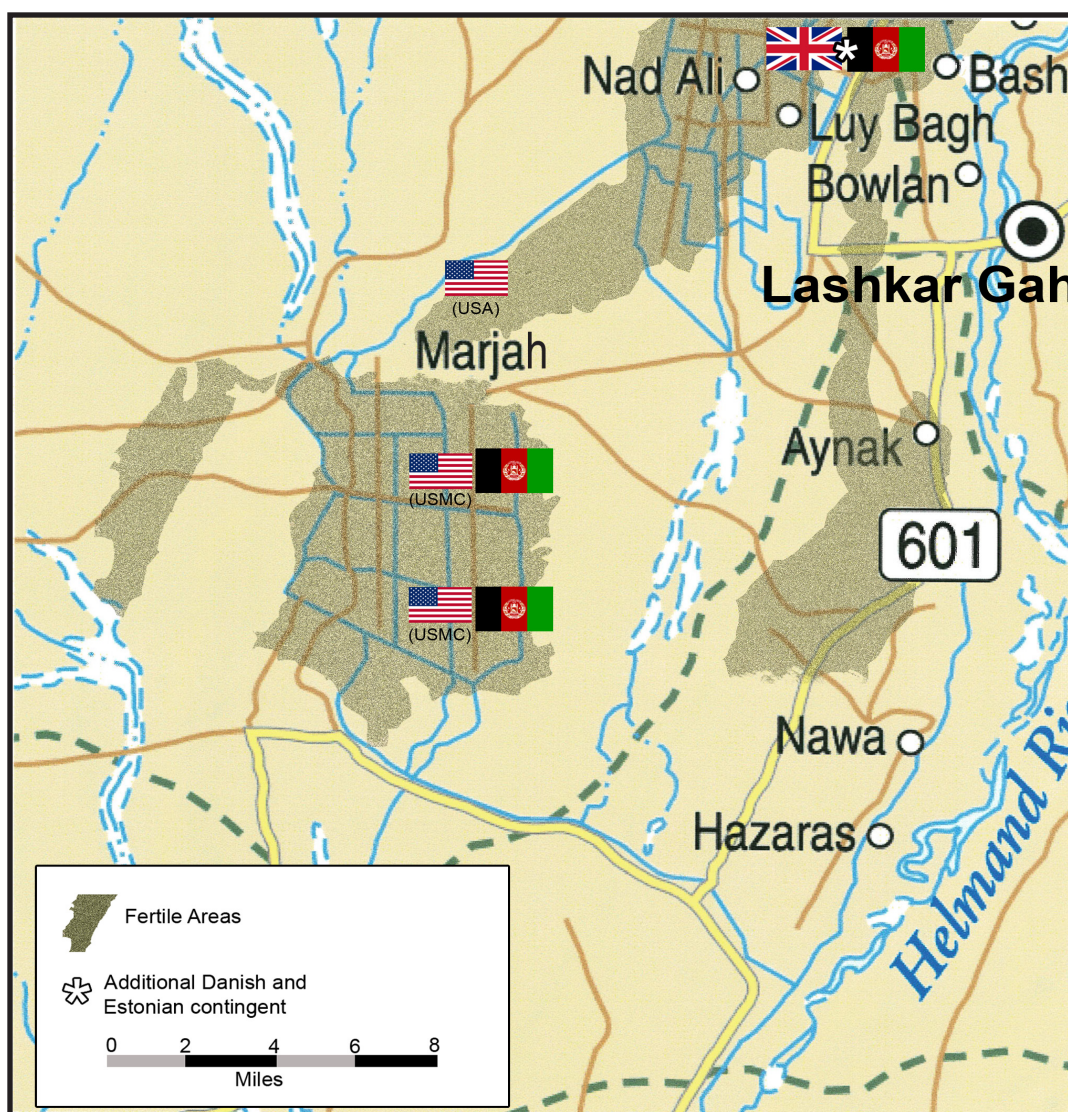 Nad Ali
Bash
Luy Bagh
Bowlan
Lashkar Gah
(USA)
Marjah
Aynak
(USMC)
601
(USMC)
Nawa
Hazaras
Helmand Ri
Fertile Areas
Additional Danish and
Estonian contingent
0 2 4 6 8
Miles